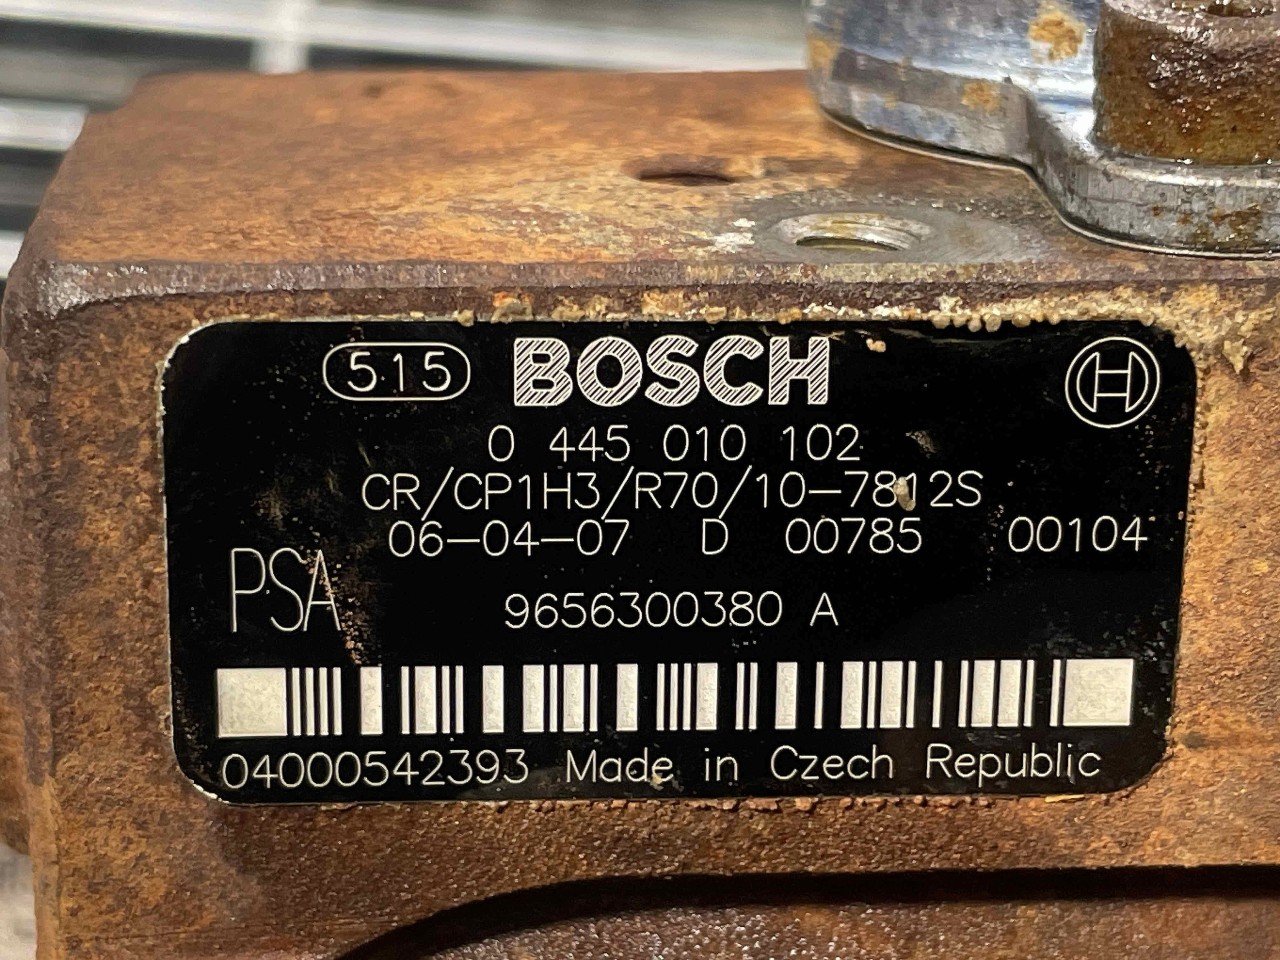 515 BOSCH
0 445 010 102
CR/CP1H3/R70/10-7812S
06-04-07 D 00785 00104
PSA 9656300380 A
04000542393 Made in Czech Republic